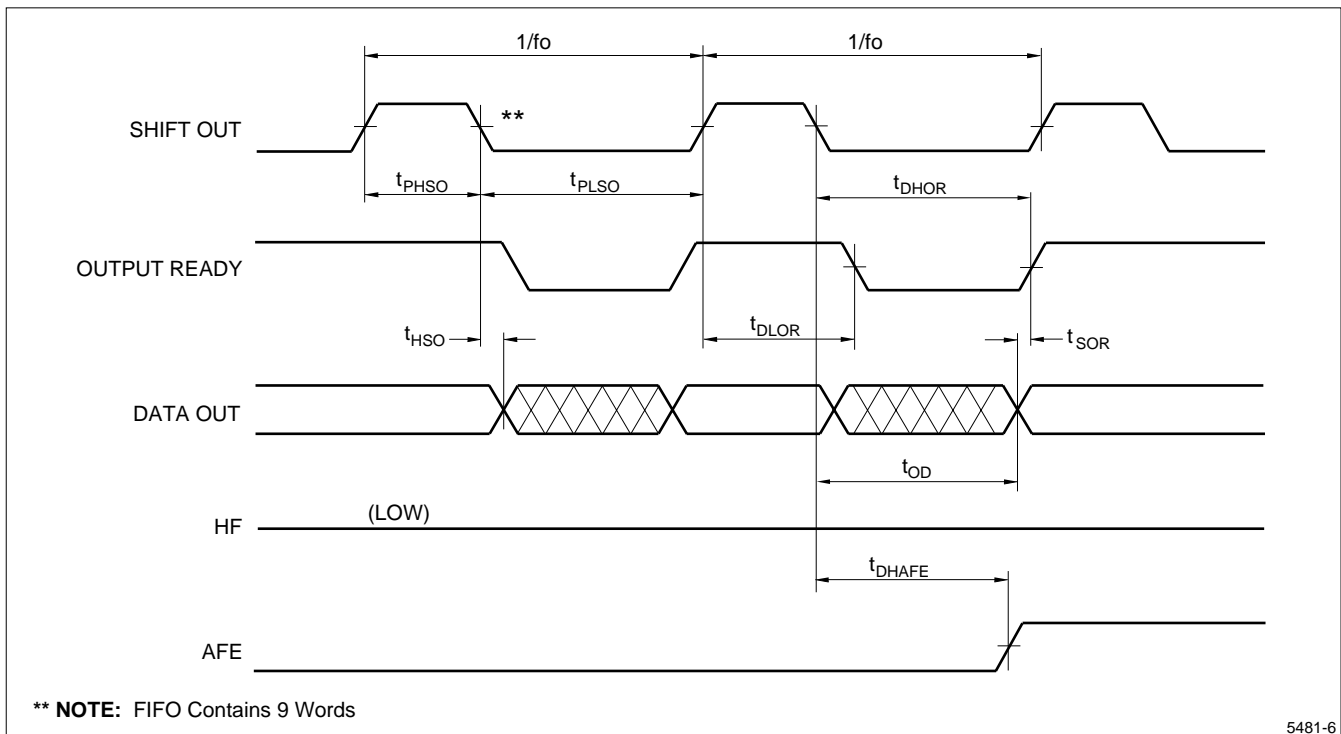 1/fo 1/fo
SHIFT OUT **
tPHSO tPLSO tDHOR
OUTPUT READY
tHSO tDLOR tSOR
DATA OUT
tOD
HF (LOW)
tDHAFE
AFE
** NOTE: FIFO Contains 9 Words
5481-6